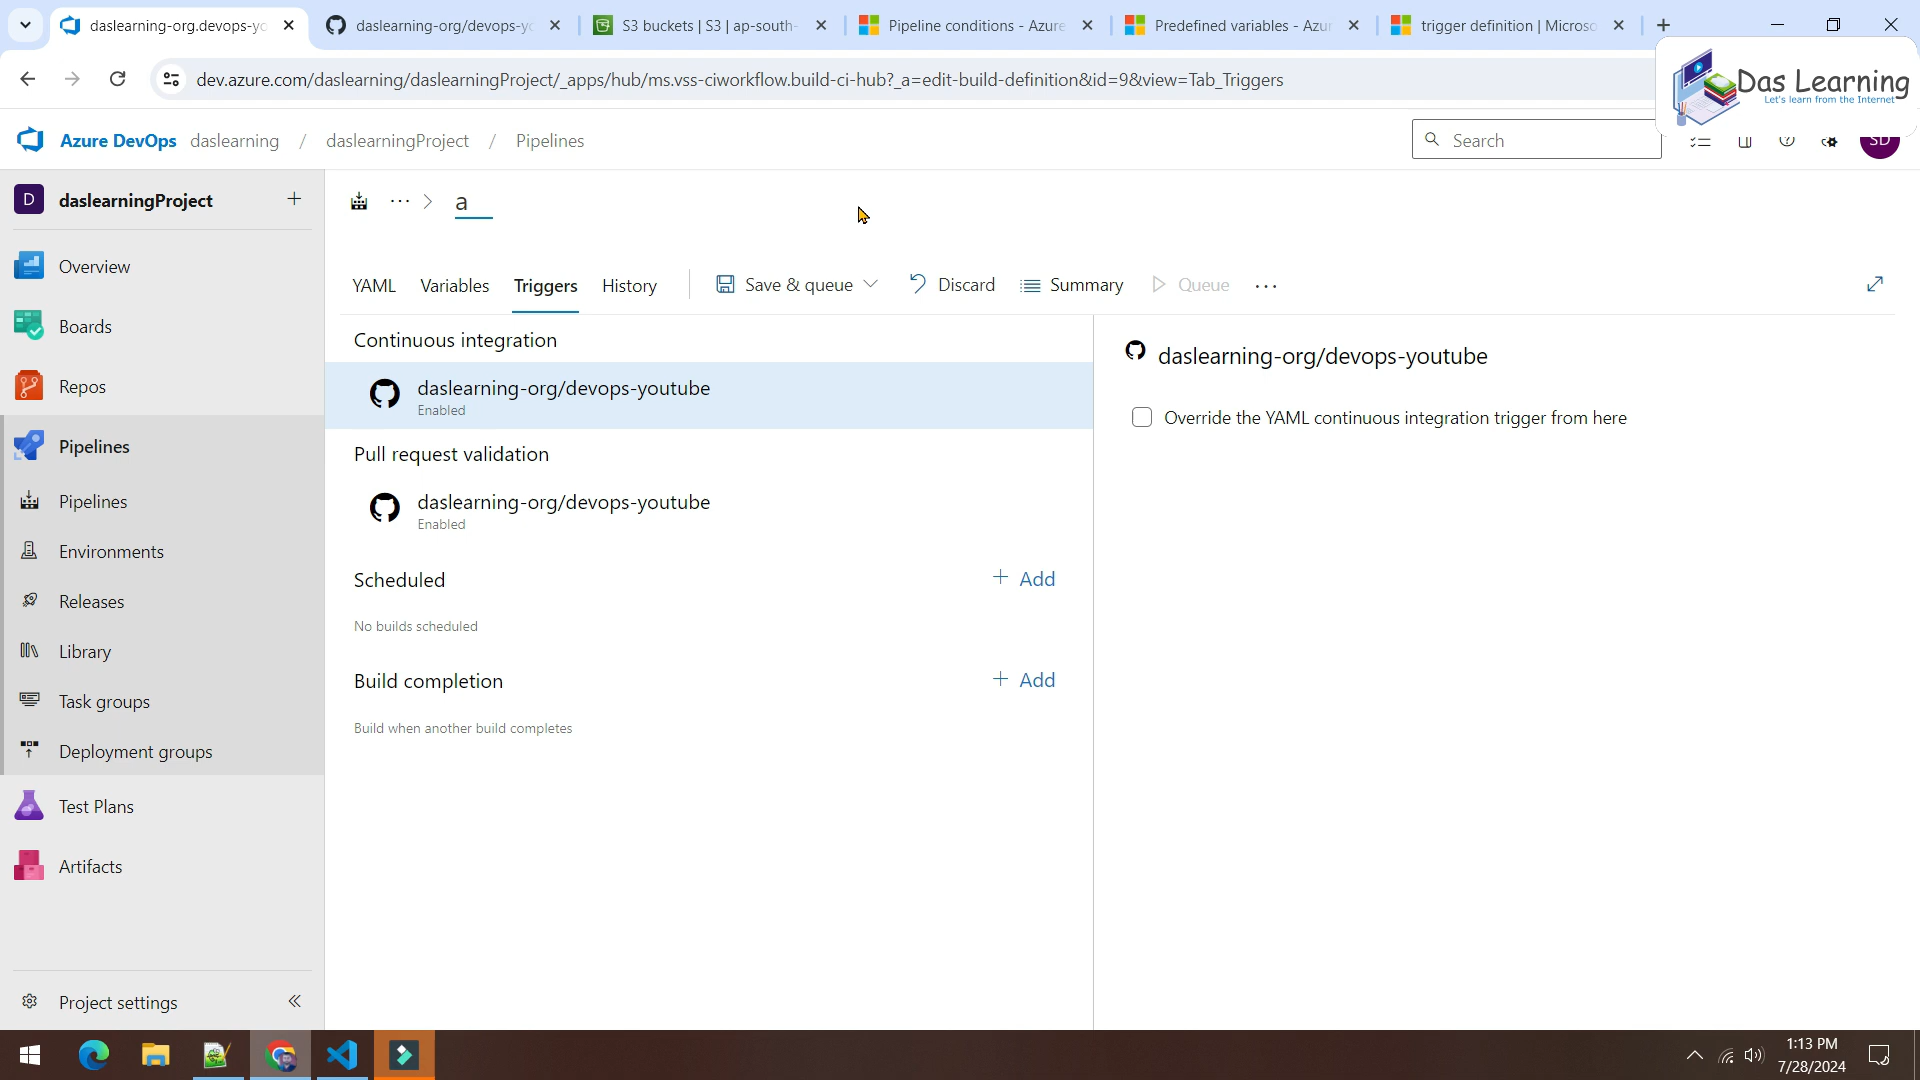 daslearning-org.devops-yo
daslearning-org/devops-yo
S3 buckets | S3 | ap-south-
Pipeline conditions - Azure
Predefined variables - Azur
trigger definition | Microso
dev.azure.com/daslearning/daslearningProject/_apps/hub/ms.vss-ciworkflow.build-ci-hub?_a=edit-build-definition&id=9&view=Tab_Triggers
Das Learning
Let's learn from the Internet
Azure DevOps
daslearning / daslearningProject / Pipelines
Search
SD
D
daslearningProject
Overview
Boards
Repos
Pipelines
Pipelines
Environments
Releases
Library
Task groups
Deployment groups
Test Plans
Artifacts
Project settings
··· > a
YAML
Variables
Triggers
History
Save & queue
Discard
Summary
Queue
Continuous integration
daslearning-org/devops-youtube
Enabled
Pull request validation
daslearning-org/devops-youtube
Enabled
Scheduled
+ Add
No builds scheduled
Build completion
+ Add
Build when another build completes
daslearning-org/devops-youtube
Override the YAML continuous integration trigger from here
1:13 PM
7/28/2024